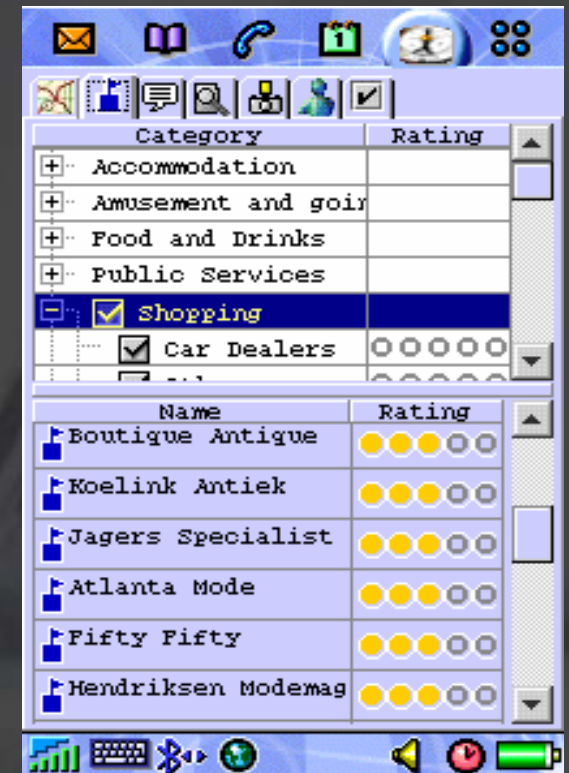 Category Rating
Accommodation
Amusement and goin
Food and Drinks
Public Services
Shopping
Car Dealers
Name Rating
Boutique Antique
Koelink Antiek
Jagers Specialist
Atlanta Mode
Fifty Fifty
Hendriksen Modemag